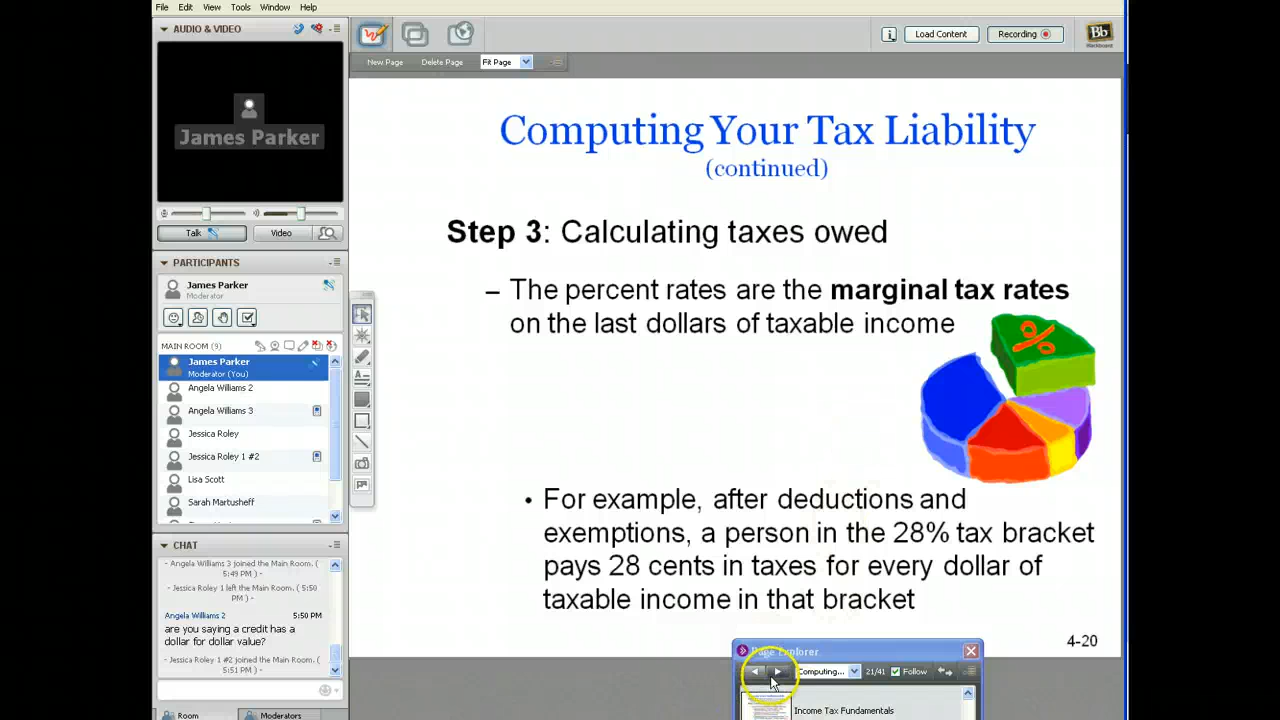 File Edit View Tools Window Help
AUDIO & VIDEO
James Parker
Talk Video
PARTICIPANTS
James Parker
Moderator
MAIN ROOM (9)
James Parker
Moderator (You)
Angela Williams 2
Angela Williams 3
Jessica Roley
Jessica Roley 1 #2
Lisa Scott
Sarah Martusheff
CHAT
- Angela Williams 3 joined the Main Room. (
5:49 PM ) -
- Jessica Roley 1 left the Main Room. ( 5:50
PM ) -
Angela Williams 2 5:50 PM
are you saying a credit has a
dollar for dollar value?
- Jessica Roley 1 #2 joined the Main Room. (
5:51 PM ) -
Room Moderators
Load Content Recording
Bb
Blackboard
New Page Delete Page Fit Page
Computing Your Tax Liability
(continued)
Step 3: Calculating taxes owed
– The percent rates are the marginal tax rates
on the last dollars of taxable income
%
• For example, after deductions and
exemptions, a person in the 28% tax bracket
pays 28 cents in taxes for every dollar of
taxable income in that bracket
4-20
Page Explorer
Computing... 21/41 Follow
Income Tax Fundamentals